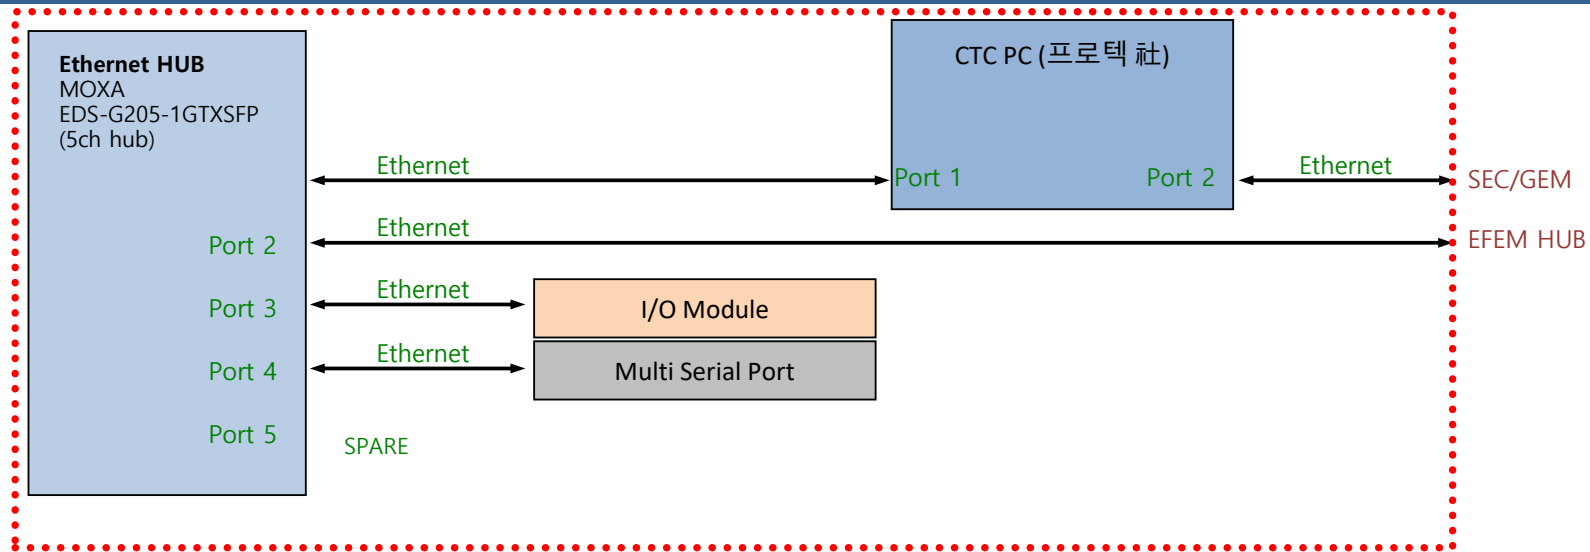 Ethernet HUB
MOXA
EDS-G205-1GTXSFP
(5ch hub)
CTC PC (프로텍 社)
Ethernet
Port 1
Port 2
Ethernet
SEC/GEM
Ethernet
Port 2
EFEM HUB
Ethernet
Port 3
I/O Module
Ethernet
Port 4
Multi Serial Port
Port 5
SPARE